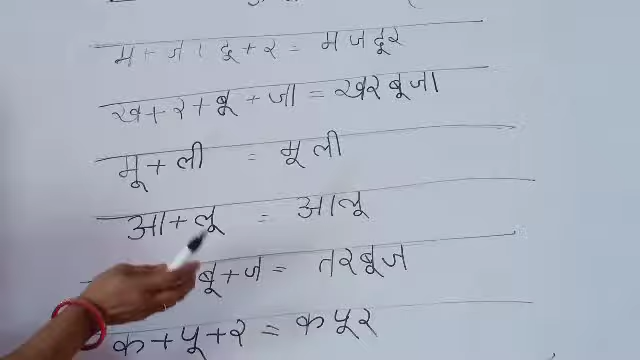 म + ज + दू + र = मजदूर
ख + र + बू + जा = खरबूजा
मू + ली = मूली
आ + लू = आलू
बू + ज = तरबूज
क + पू + र = कपूर